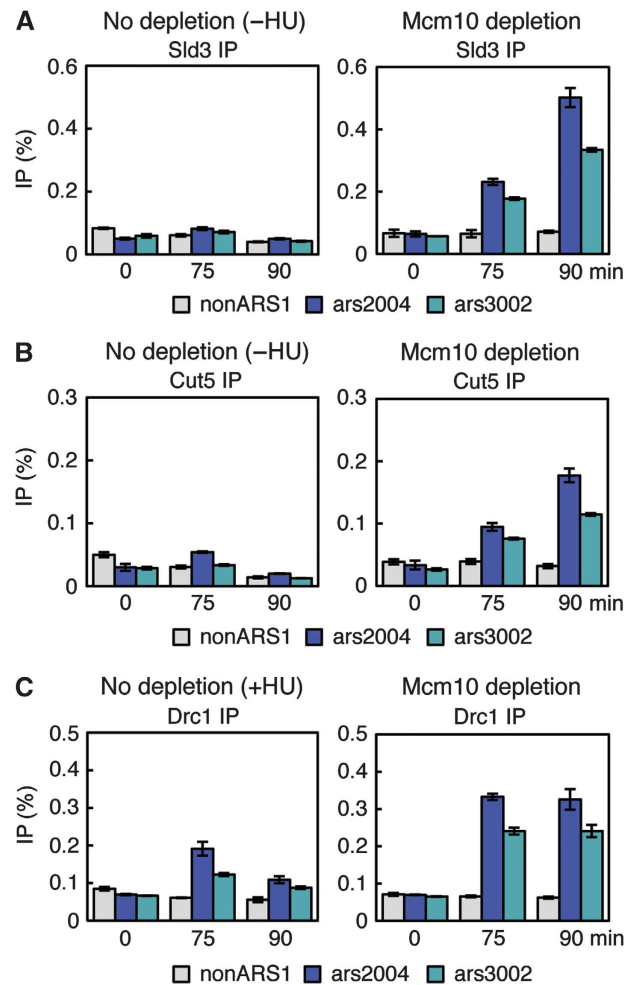 A
No depletion (−HU)
Sld3 IP
Mcm10 depletion
Sld3 IP
IP (%)
0.6
0.4
0.2
0
0 75 90
0.6
0.4
0.2
0
0 75 90 min
nonARS1 ars2004 ars3002
B
No depletion (−HU)
Cut5 IP
Mcm10 depletion
Cut5 IP
IP (%)
0.3
0.2
0.1
0
0 75 90
0.3
0.2
0.1
0
0 75 90 min
nonARS1 ars2004 ars3002
C
No depletion (+HU)
Drc1 IP
Mcm10 depletion
Drc1 IP
IP (%)
0.5
0.4
0.3
0.2
0.1
0
0 75 90
0.5
0.4
0.3
0.2
0.1
0
0 75 90 min
nonARS1 ars2004 ars3002